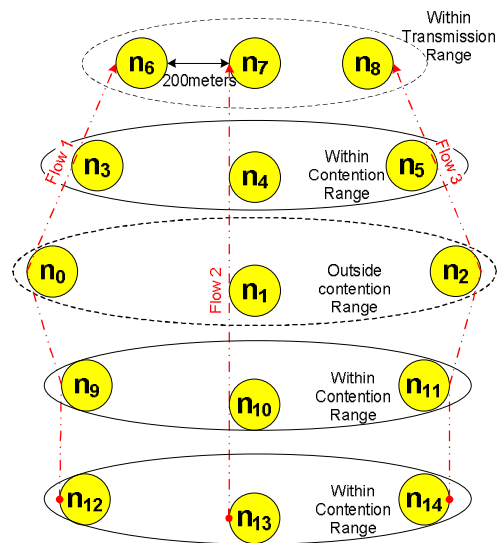 Within
Transmission
Range
n6
n7
n8
200meters
Flow 1
n3
n4
Within
Contention
Range
n5
Flow 3
n0
n1
Outside
contention
Range
n2
Flow 2
n9
n10
Within
Contention
Range
n11
n12
n13
Within
Contention
Range
n14